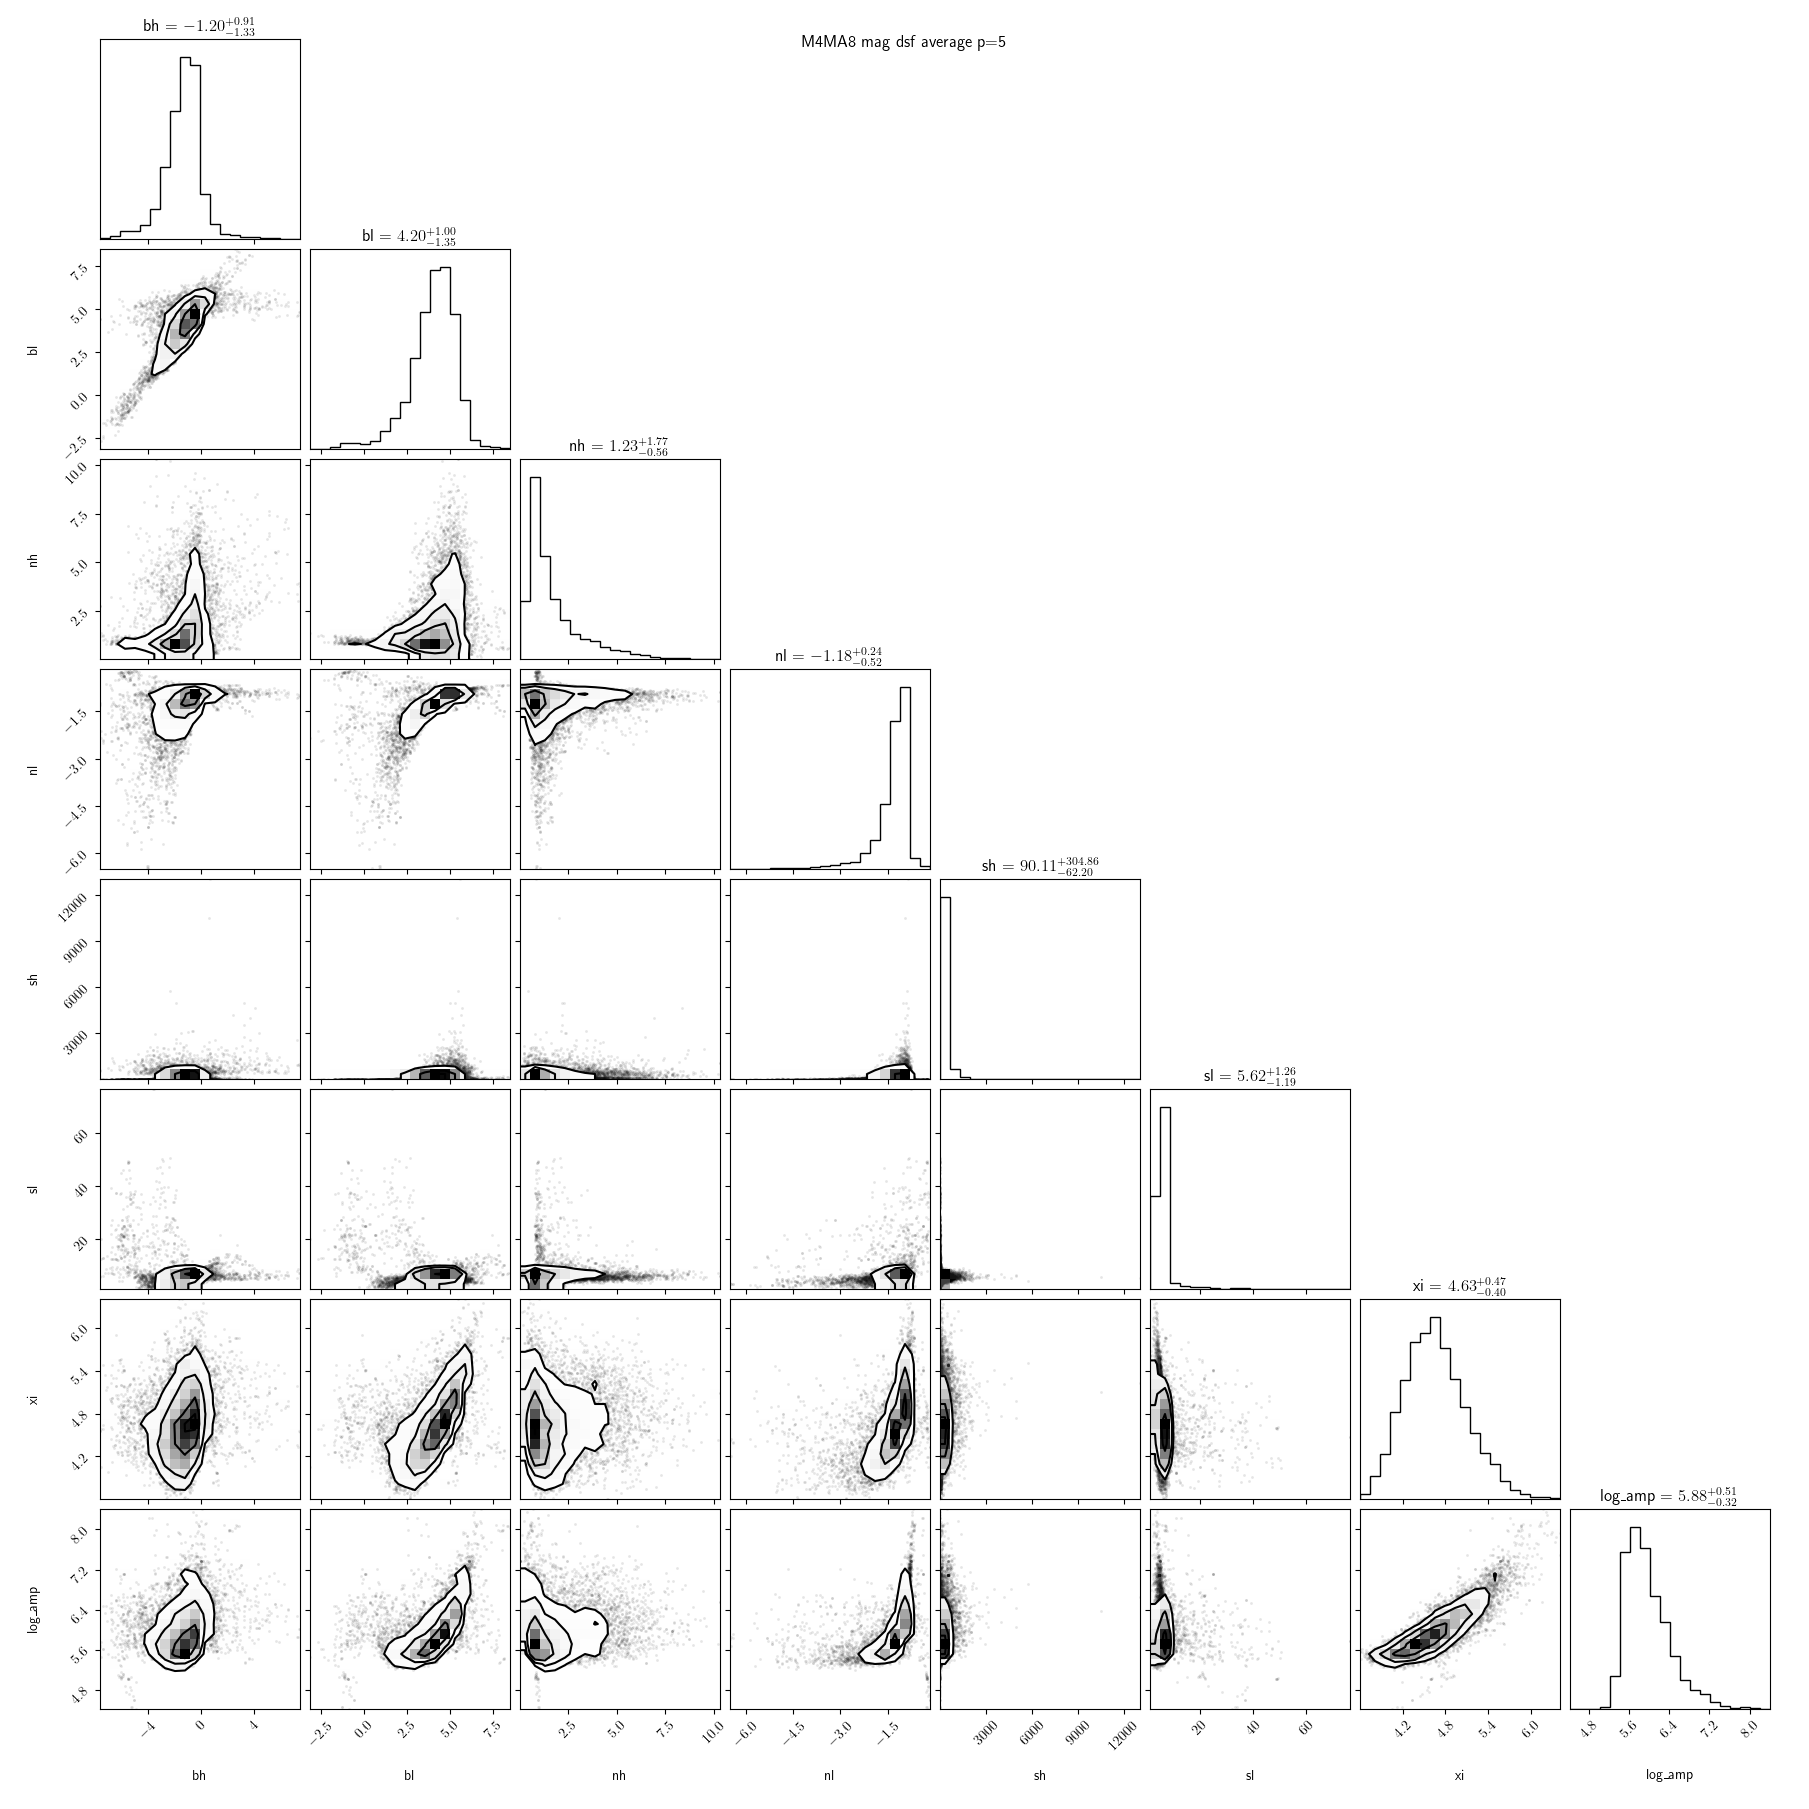 bh = −1.20^{+0.91}_{−1.33}
M4MA8 mag dsf average p=5
bl = 4.20^{+1.00}_{−1.35}
bl
7.5
5.0
2.5
0.0
−2.5
nh = 1.23^{+1.77}_{−0.56}
nh
10.0
7.5
5.0
2.5
nl = −1.18^{+0.24}_{−0.52}
nl
−1.5
−3.0
−4.5
−6.0
sh = 90.11^{+304.86}_{−62.20}
sh
12000
9000
6000
3000
sl = 5.62^{+1.26}_{−1.19}
sl
60
40
20
xi = 4.63^{+0.47}_{−0.40}
xi
6.0
5.4
4.8
4.2
log_amp = 5.88^{+0.51}_{−0.32}
log_amp
8.0
7.2
6.4
5.6
4.8
−4 0 4 −2.5 0.0 2.5 5.0 7.5 2.5 5.0 7.5 10.0 −6.0 −4.5 −3.0 −1.5 3000 6000 9000 12000 20 40 60 4.2 4.8 5.4 6.0 4.8 5.6 6.4 7.2 8.0
bh bl nh nl sh sl xi log_amp